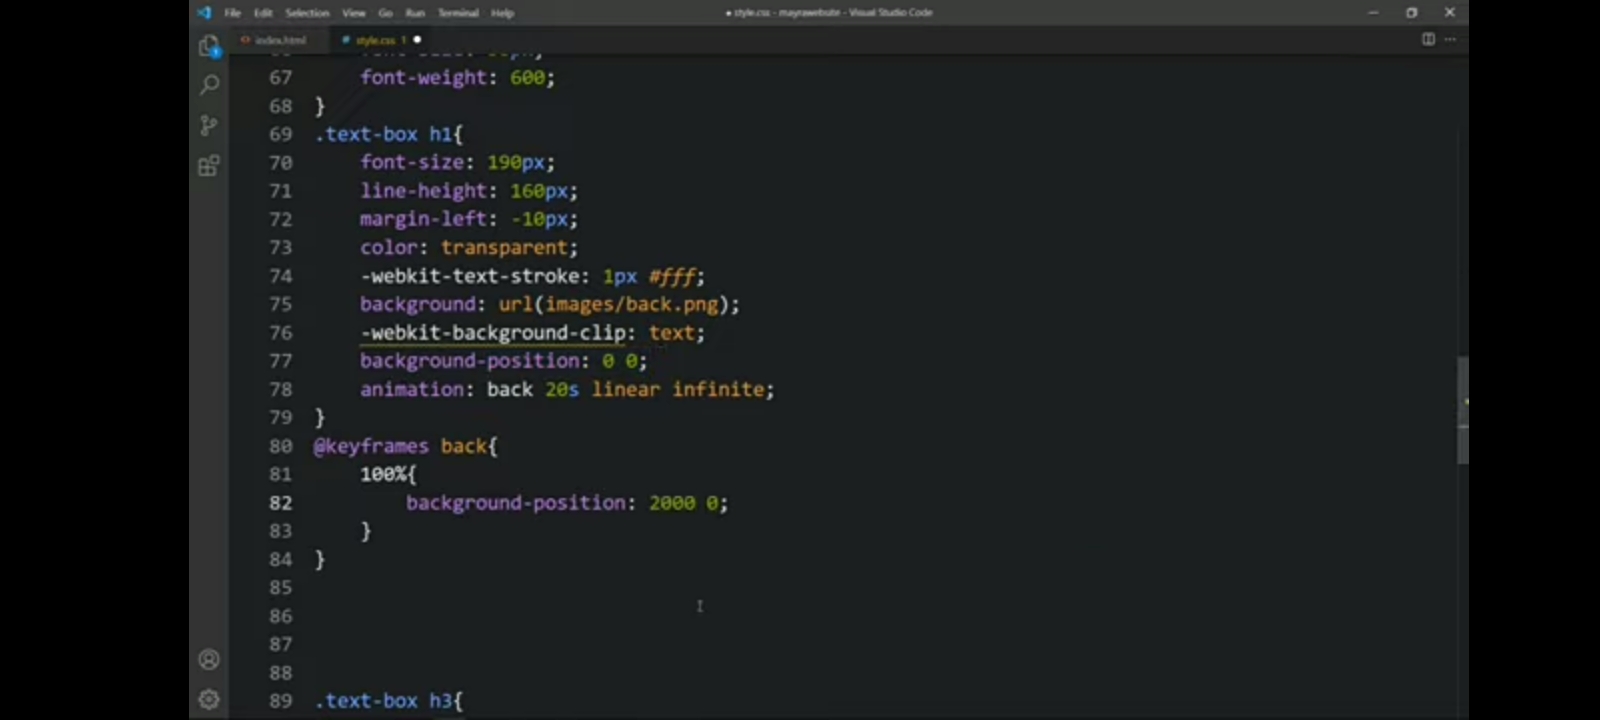 File Edit Selection View Go Run Terminal Help
● style.css - mayrawebsite - Visual Studio Code
index.html
# style.css 1 ●
67 font-weight: 600;
68 }
69 .text-box h1{
70 font-size: 190px;
71 line-height: 160px;
72 margin-left: -10px;
73 color: transparent;
74 -webkit-text-stroke: 1px #fff;
75 background: url(images/back.png);
76 -webkit-background-clip: text;
77 background-position: 0 0;
78 animation: back 20s linear infinite;
79 }
80 @keyframes back{
81 100%{
82 background-position: 2000 0;
83 }
84 }
85
86
87
88
89 .text-box h3{